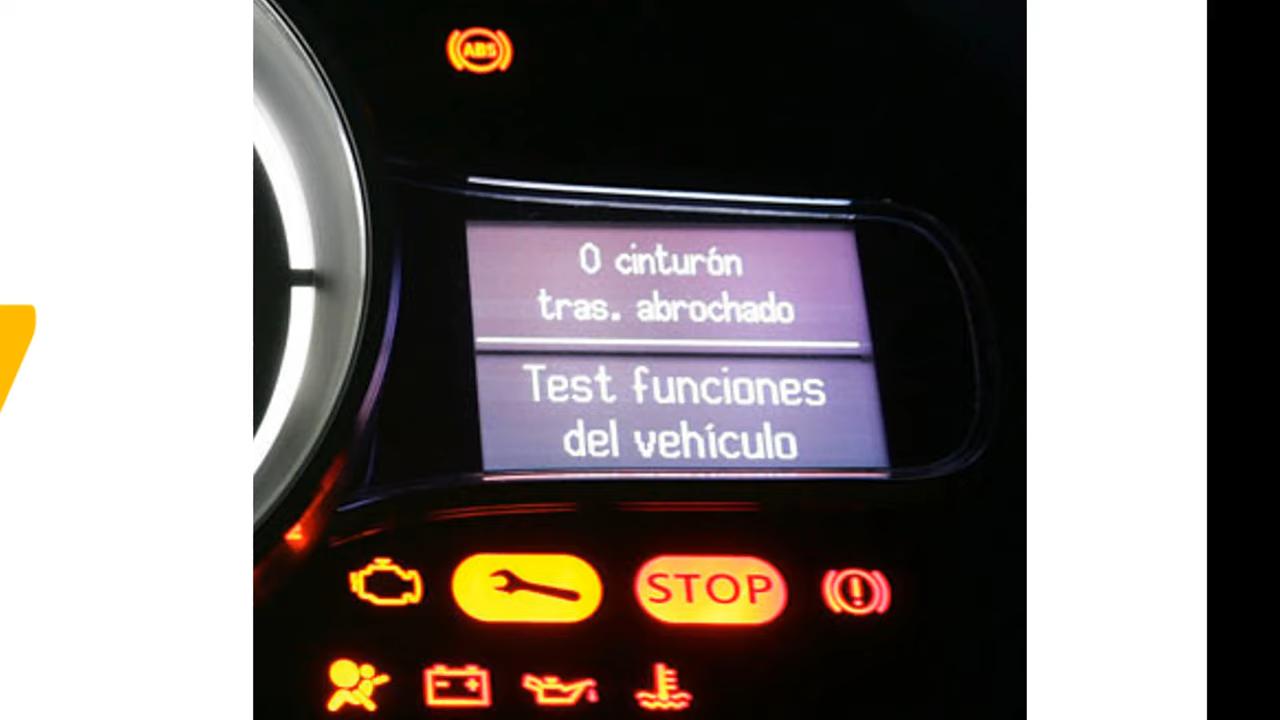 ABS
0 cinturón
tras. abrochado
Test funciones
del vehículo
STOP